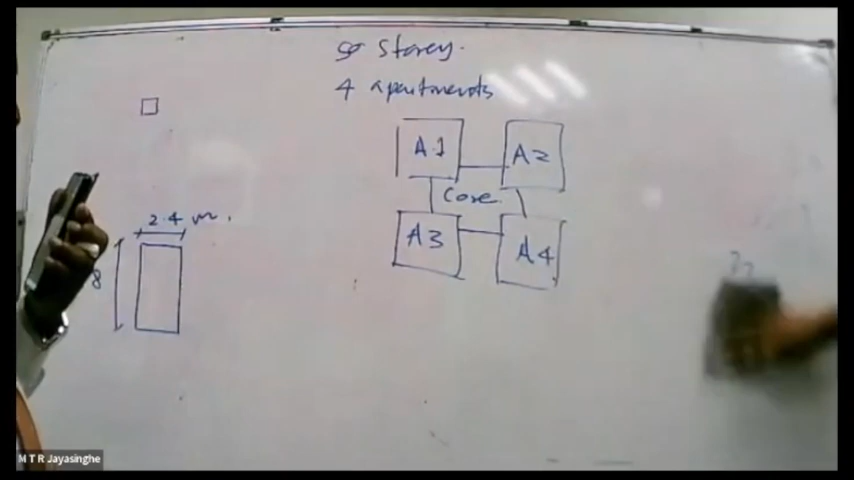 Storey.
4 apartments
A1
A2
Core.
A3
A4
2.4 m.
8
M T R Jayasinghe